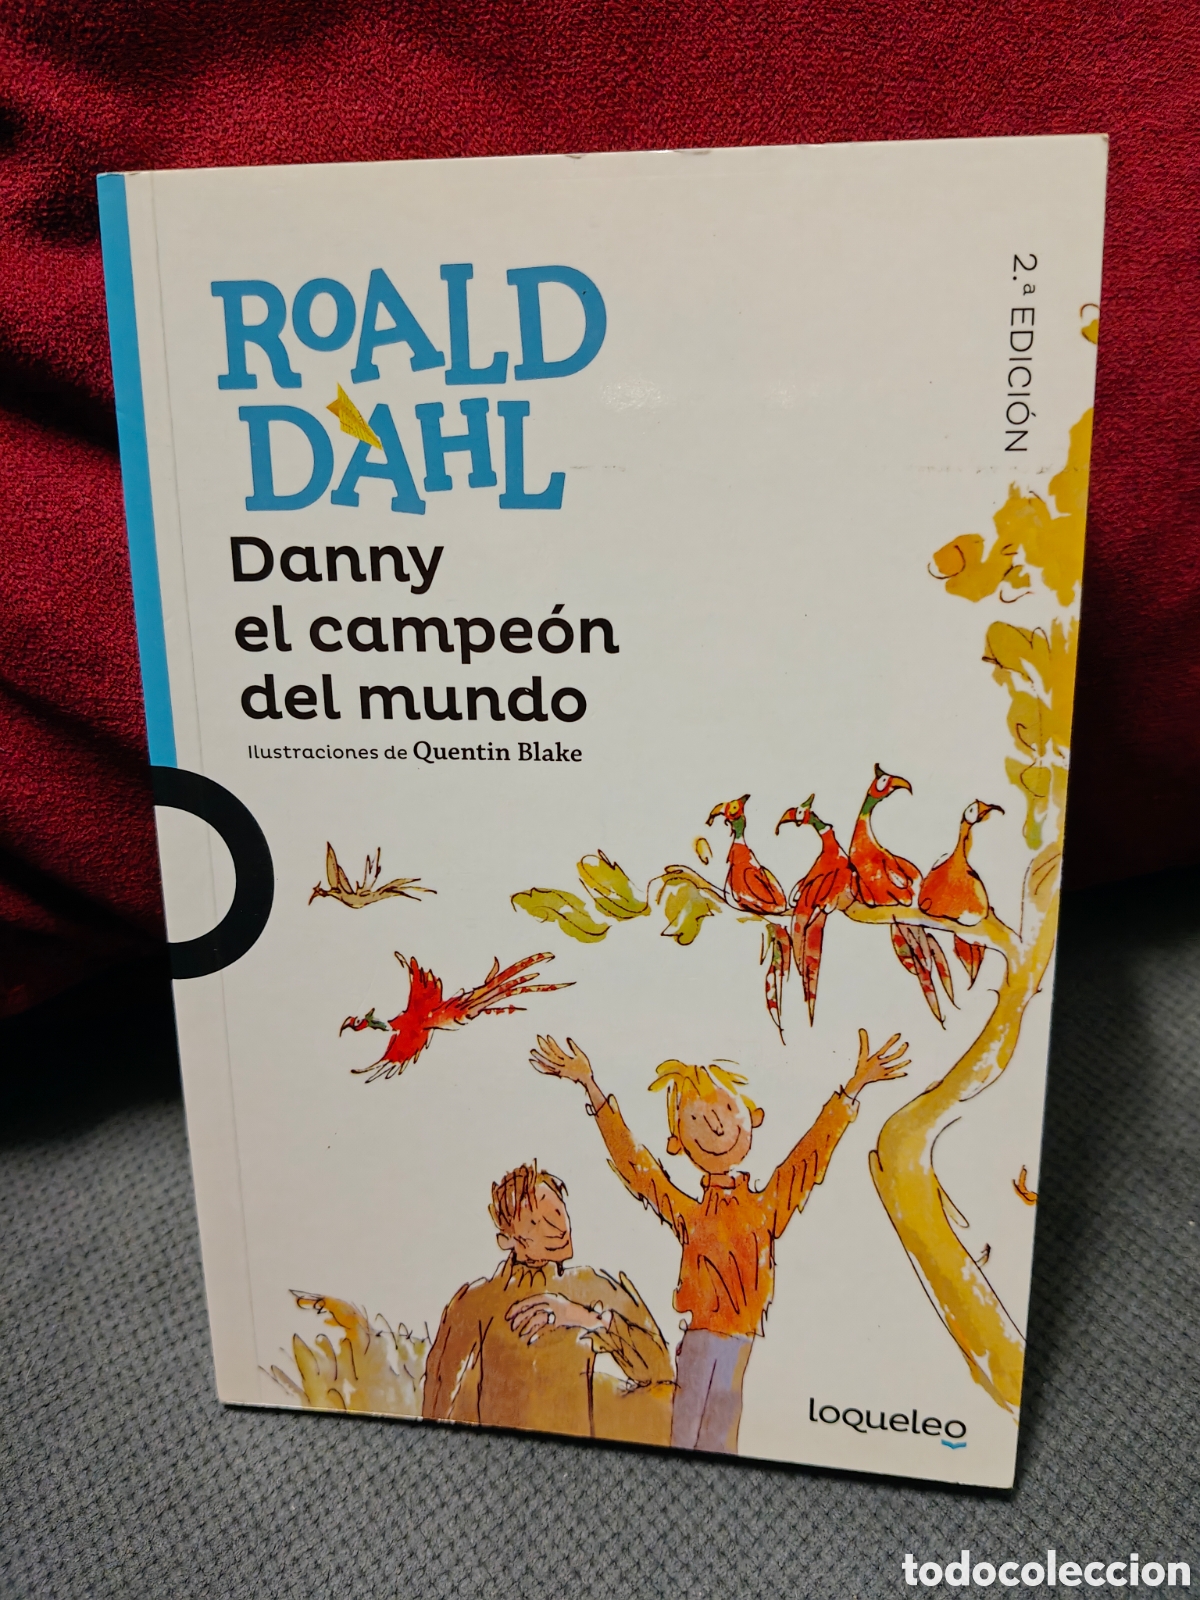 ROALD
DAHL
Danny
el campeón
del mundo
Ilustraciones de Quentin Blake
2.ª EDICIÓN
loqueleo
todocoleccion